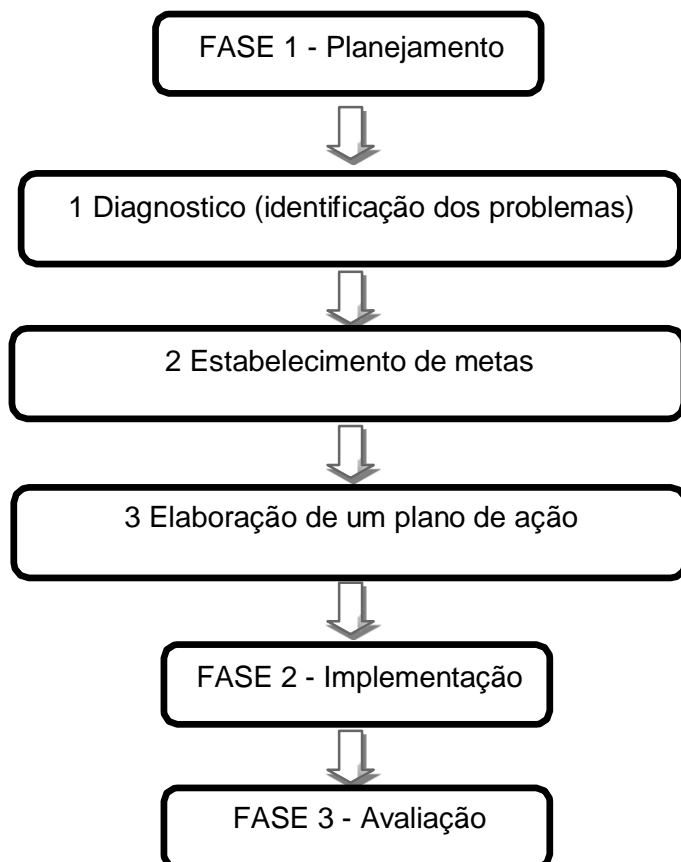 FASE 1 - Planejamento
1 Diagnostico (identificação dos problemas)
2 Estabelecimento de metas
3 Elaboração de um plano de ação
FASE 2 - Implementação
FASE 3 - Avaliação